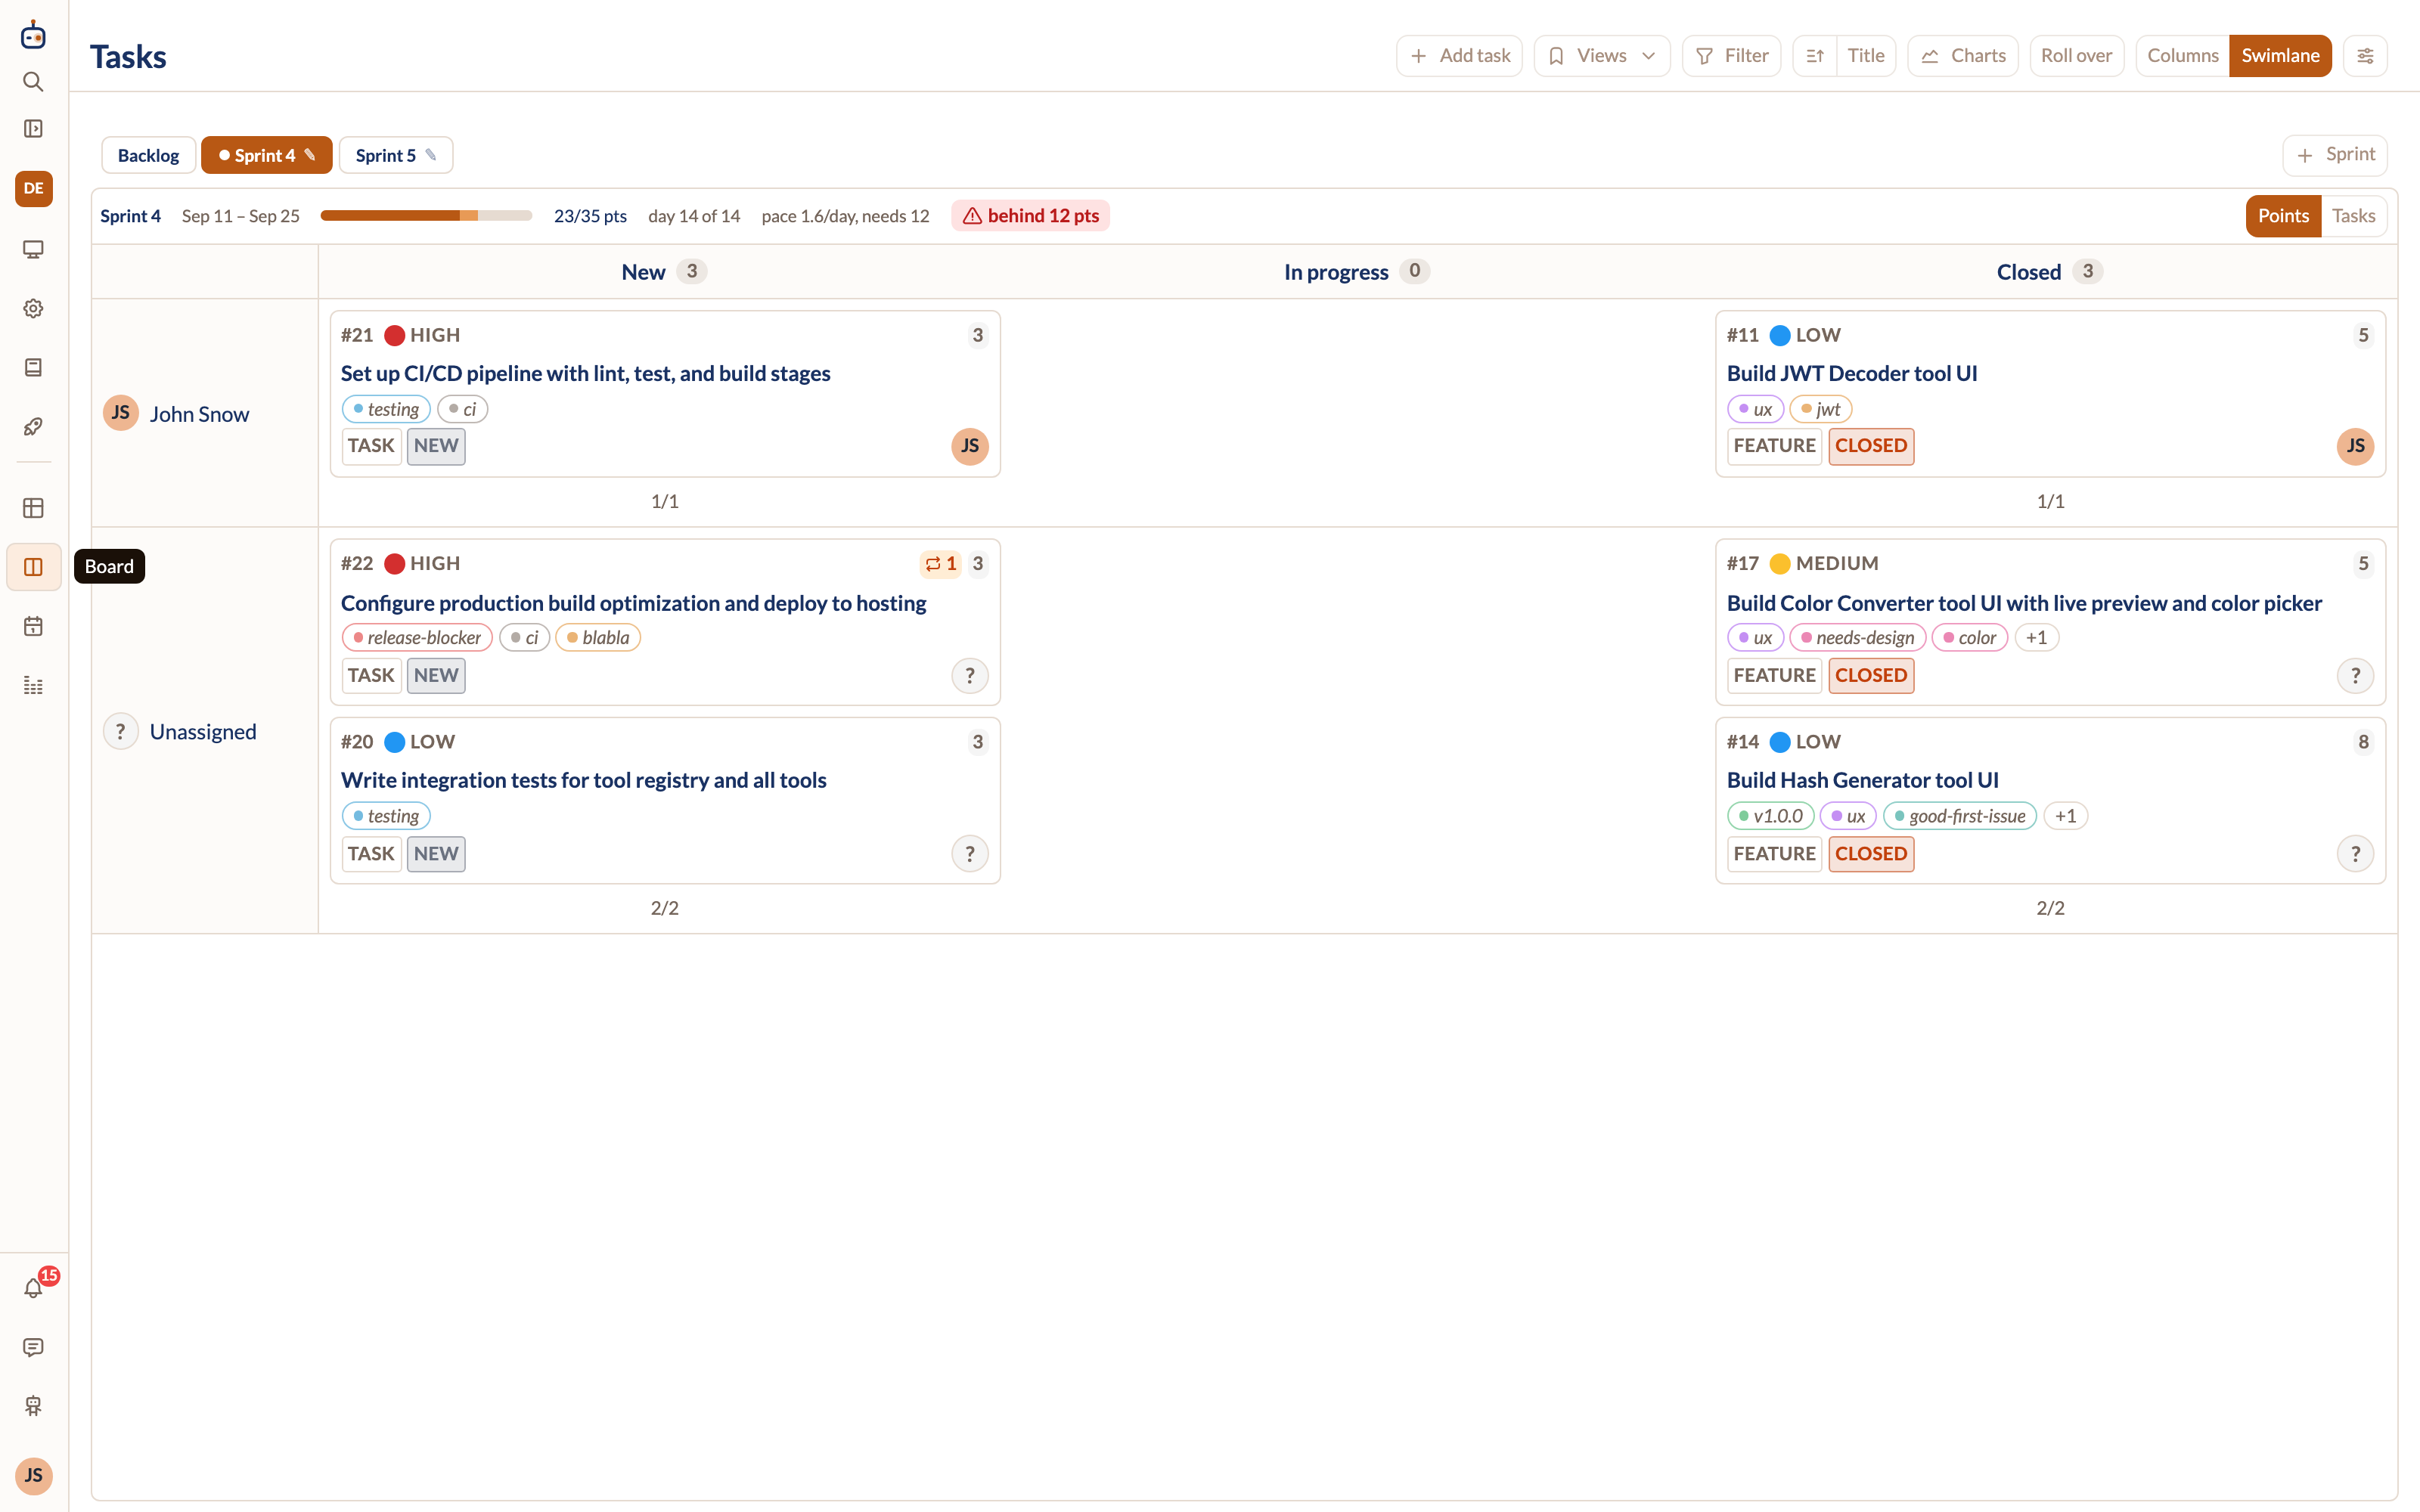 Tasks
Add task
Views
Filter
Title
Charts
Roll over
Columns
Swimlane
DE
Backlog
Sprint 4
Sprint 5
Sprint
Sprint 4 Sep 11 – Sep 25 23/35 pts day 14 of 14 pace 1.6/day, needs 12 behind 12 pts
Points
Tasks
New 3
In progress 0
Closed 3
JS John Snow
#21 HIGH 3
Set up CI/CD pipeline with lint, test, and build stages
testing ci
TASK NEW JS
1/1
#11 LOW 5
Build JWT Decoder tool UI
ux jwt
FEATURE CLOSED JS
1/1
Board
? Unassigned
#22 HIGH 1 3
Configure production build optimization and deploy to hosting
release-blocker ci blabla
TASK NEW ?
#20 LOW 3
Write integration tests for tool registry and all tools
testing
TASK NEW ?
2/2
#17 MEDIUM 5
Build Color Converter tool UI with live preview and color picker
ux needs-design color +1
FEATURE CLOSED ?
#14 LOW 8
Build Hash Generator tool UI
v1.0.0 ux good-first-issue +1
FEATURE CLOSED ?
2/2
15
JS